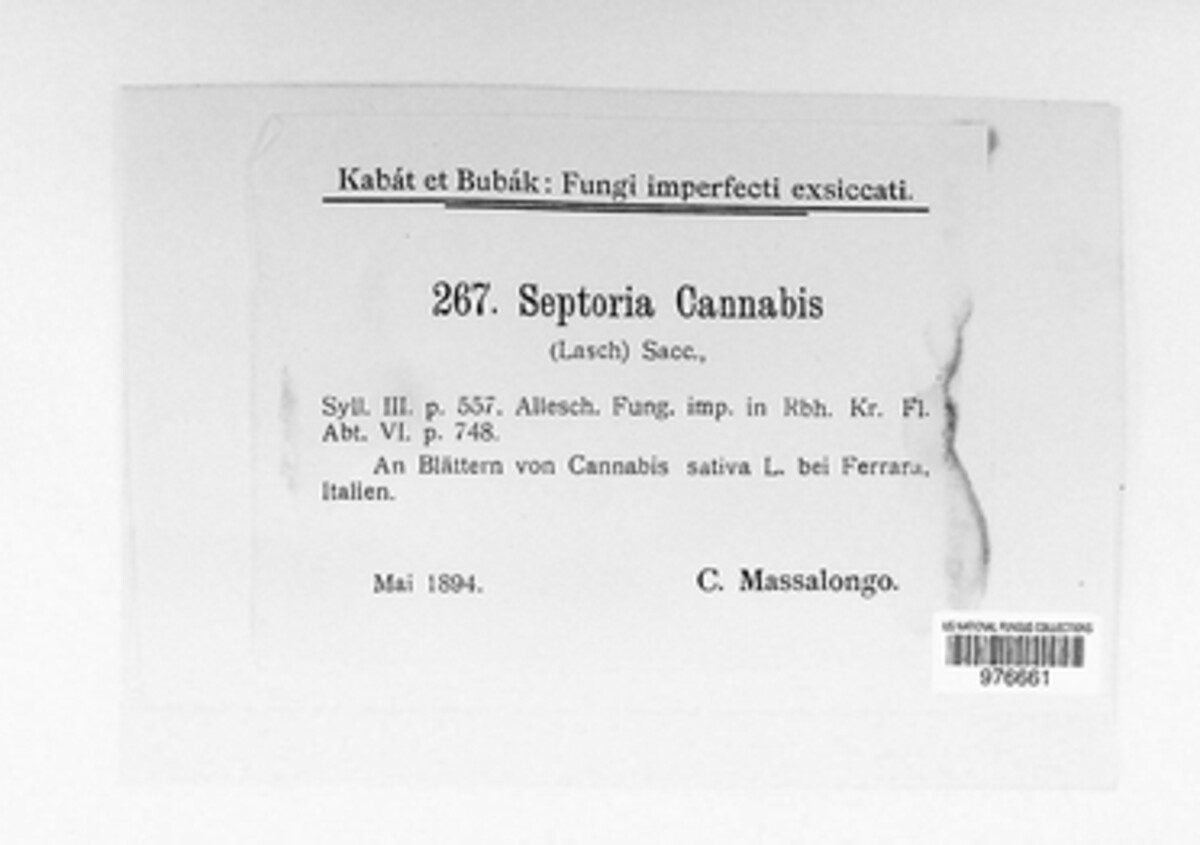 Kabát et Bubák: Fungi imperfecti exsiccati.
267. Septoria Cannabis
(Lasch) Sacc.,
Syll. III. p. 557. Allesch. Fung. imp. in Rbh. Kr. Fl.
Abt. VI. p. 748.
An Blättern von Cannabis sativa L. bei Ferrara,
Italien.
Mai 1894.
C. Massalongo.
US NATIONAL FUNGUS COLLECTIONS
976661